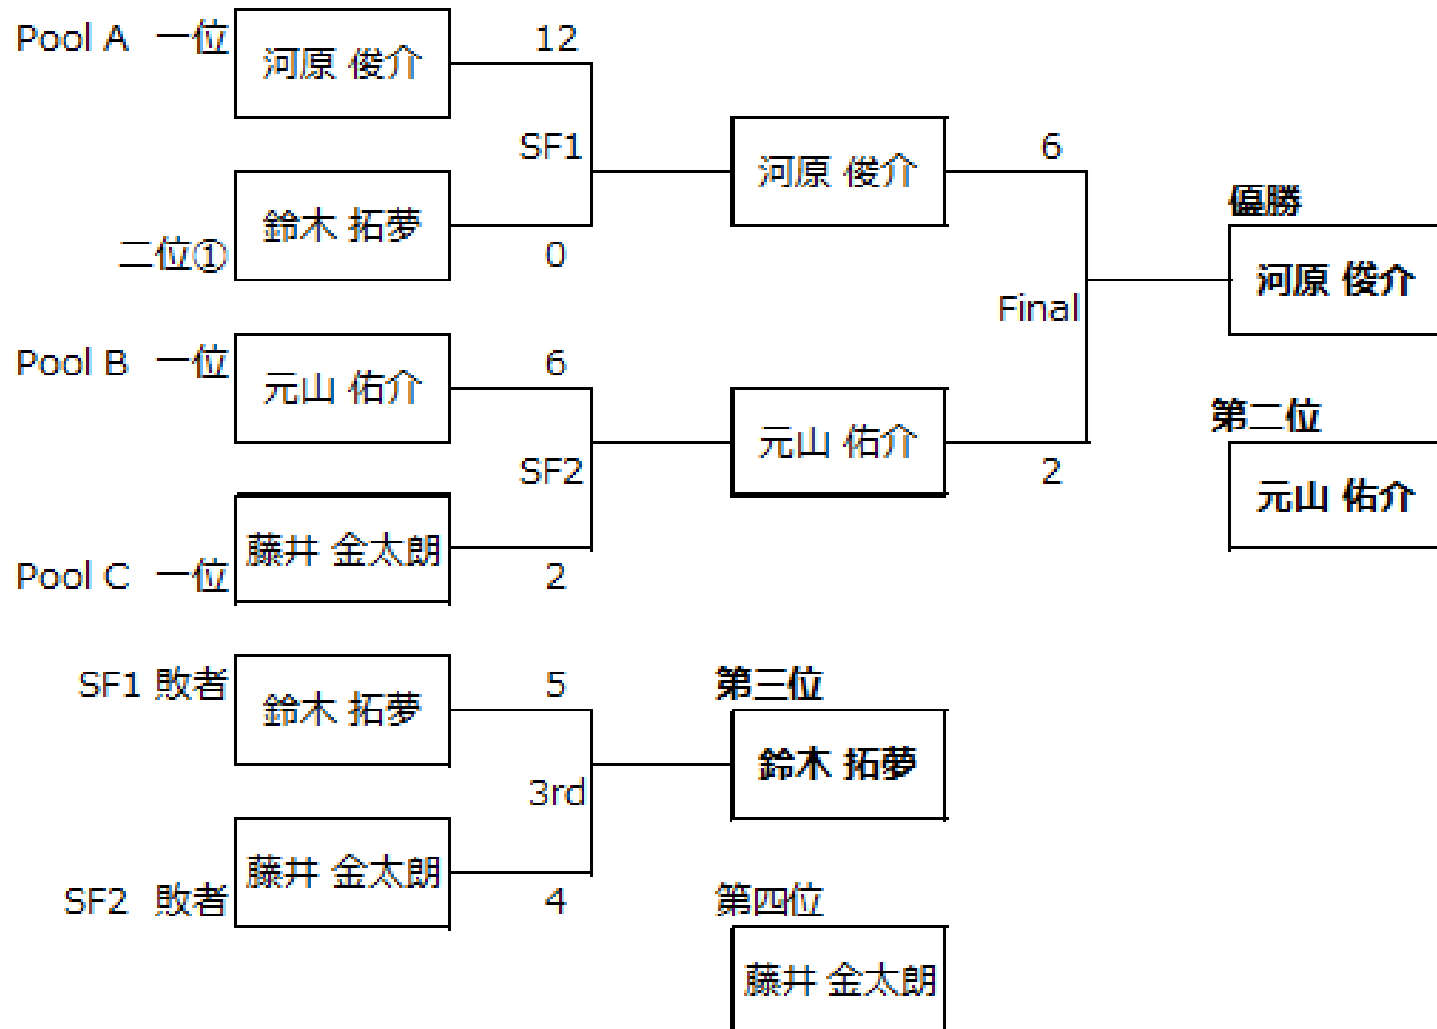 Pool A 一位
河原 俊介
12
SF1
河原 俊介
6
鈴木 拓夢
二位①
0
優勝
河原 俊介
Final
Pool B 一位
元山 佑介
6
SF2
元山 佑介
2
第二位
元山 佑介
藤井 金太朗
Pool C 一位
2
SF1 敗者
鈴木 拓夢
5
第三位
鈴木 拓夢
3rd
藤井 金太朗
SF2 敗者
4
第四位
藤井 金太朗